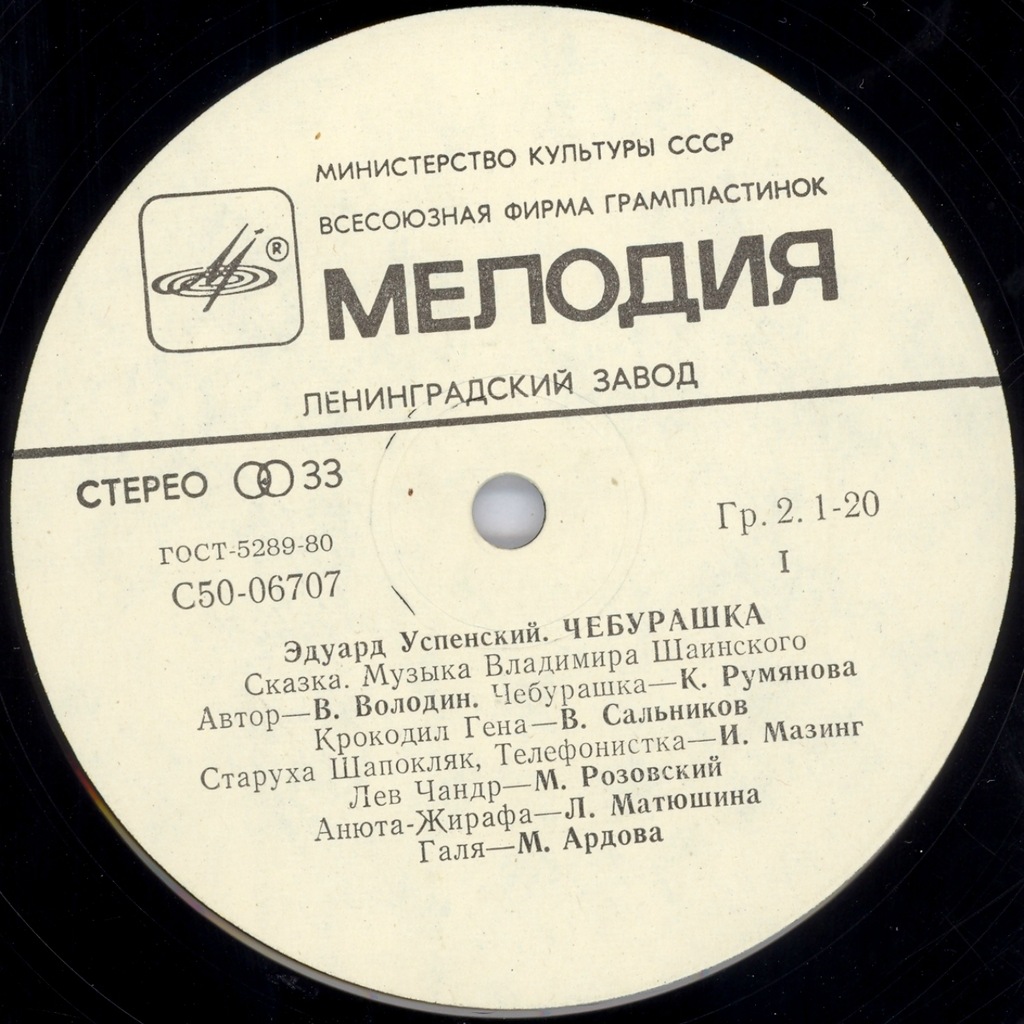 МИНИСТЕРСТВО КУЛЬТУРЫ СССР
ВСЕСОЮЗНАЯ ФИРМА ГРАМПЛАСТИНОК
®
МЕЛОДИЯ
ЛЕНИНГРАДСКИЙ ЗАВОД
СТЕРЕО 33
Гр. 2. 1-20
ГОСТ-5289-80
I
С50-06707
Эдуард Успенский. ЧЕБУРАШКА
Сказка. Музыка Владимира Шаинского
Автор—В. Володин. Чебурашка—К. Румянова
Крокодил Гена—В. Сальников
Старуха Шапокляк, Телефонистка—И. Мазинг
Лев Чандр—М. Розовский
Анюта-Жирафа—Л. Матюшина
Галя—М. Ардова